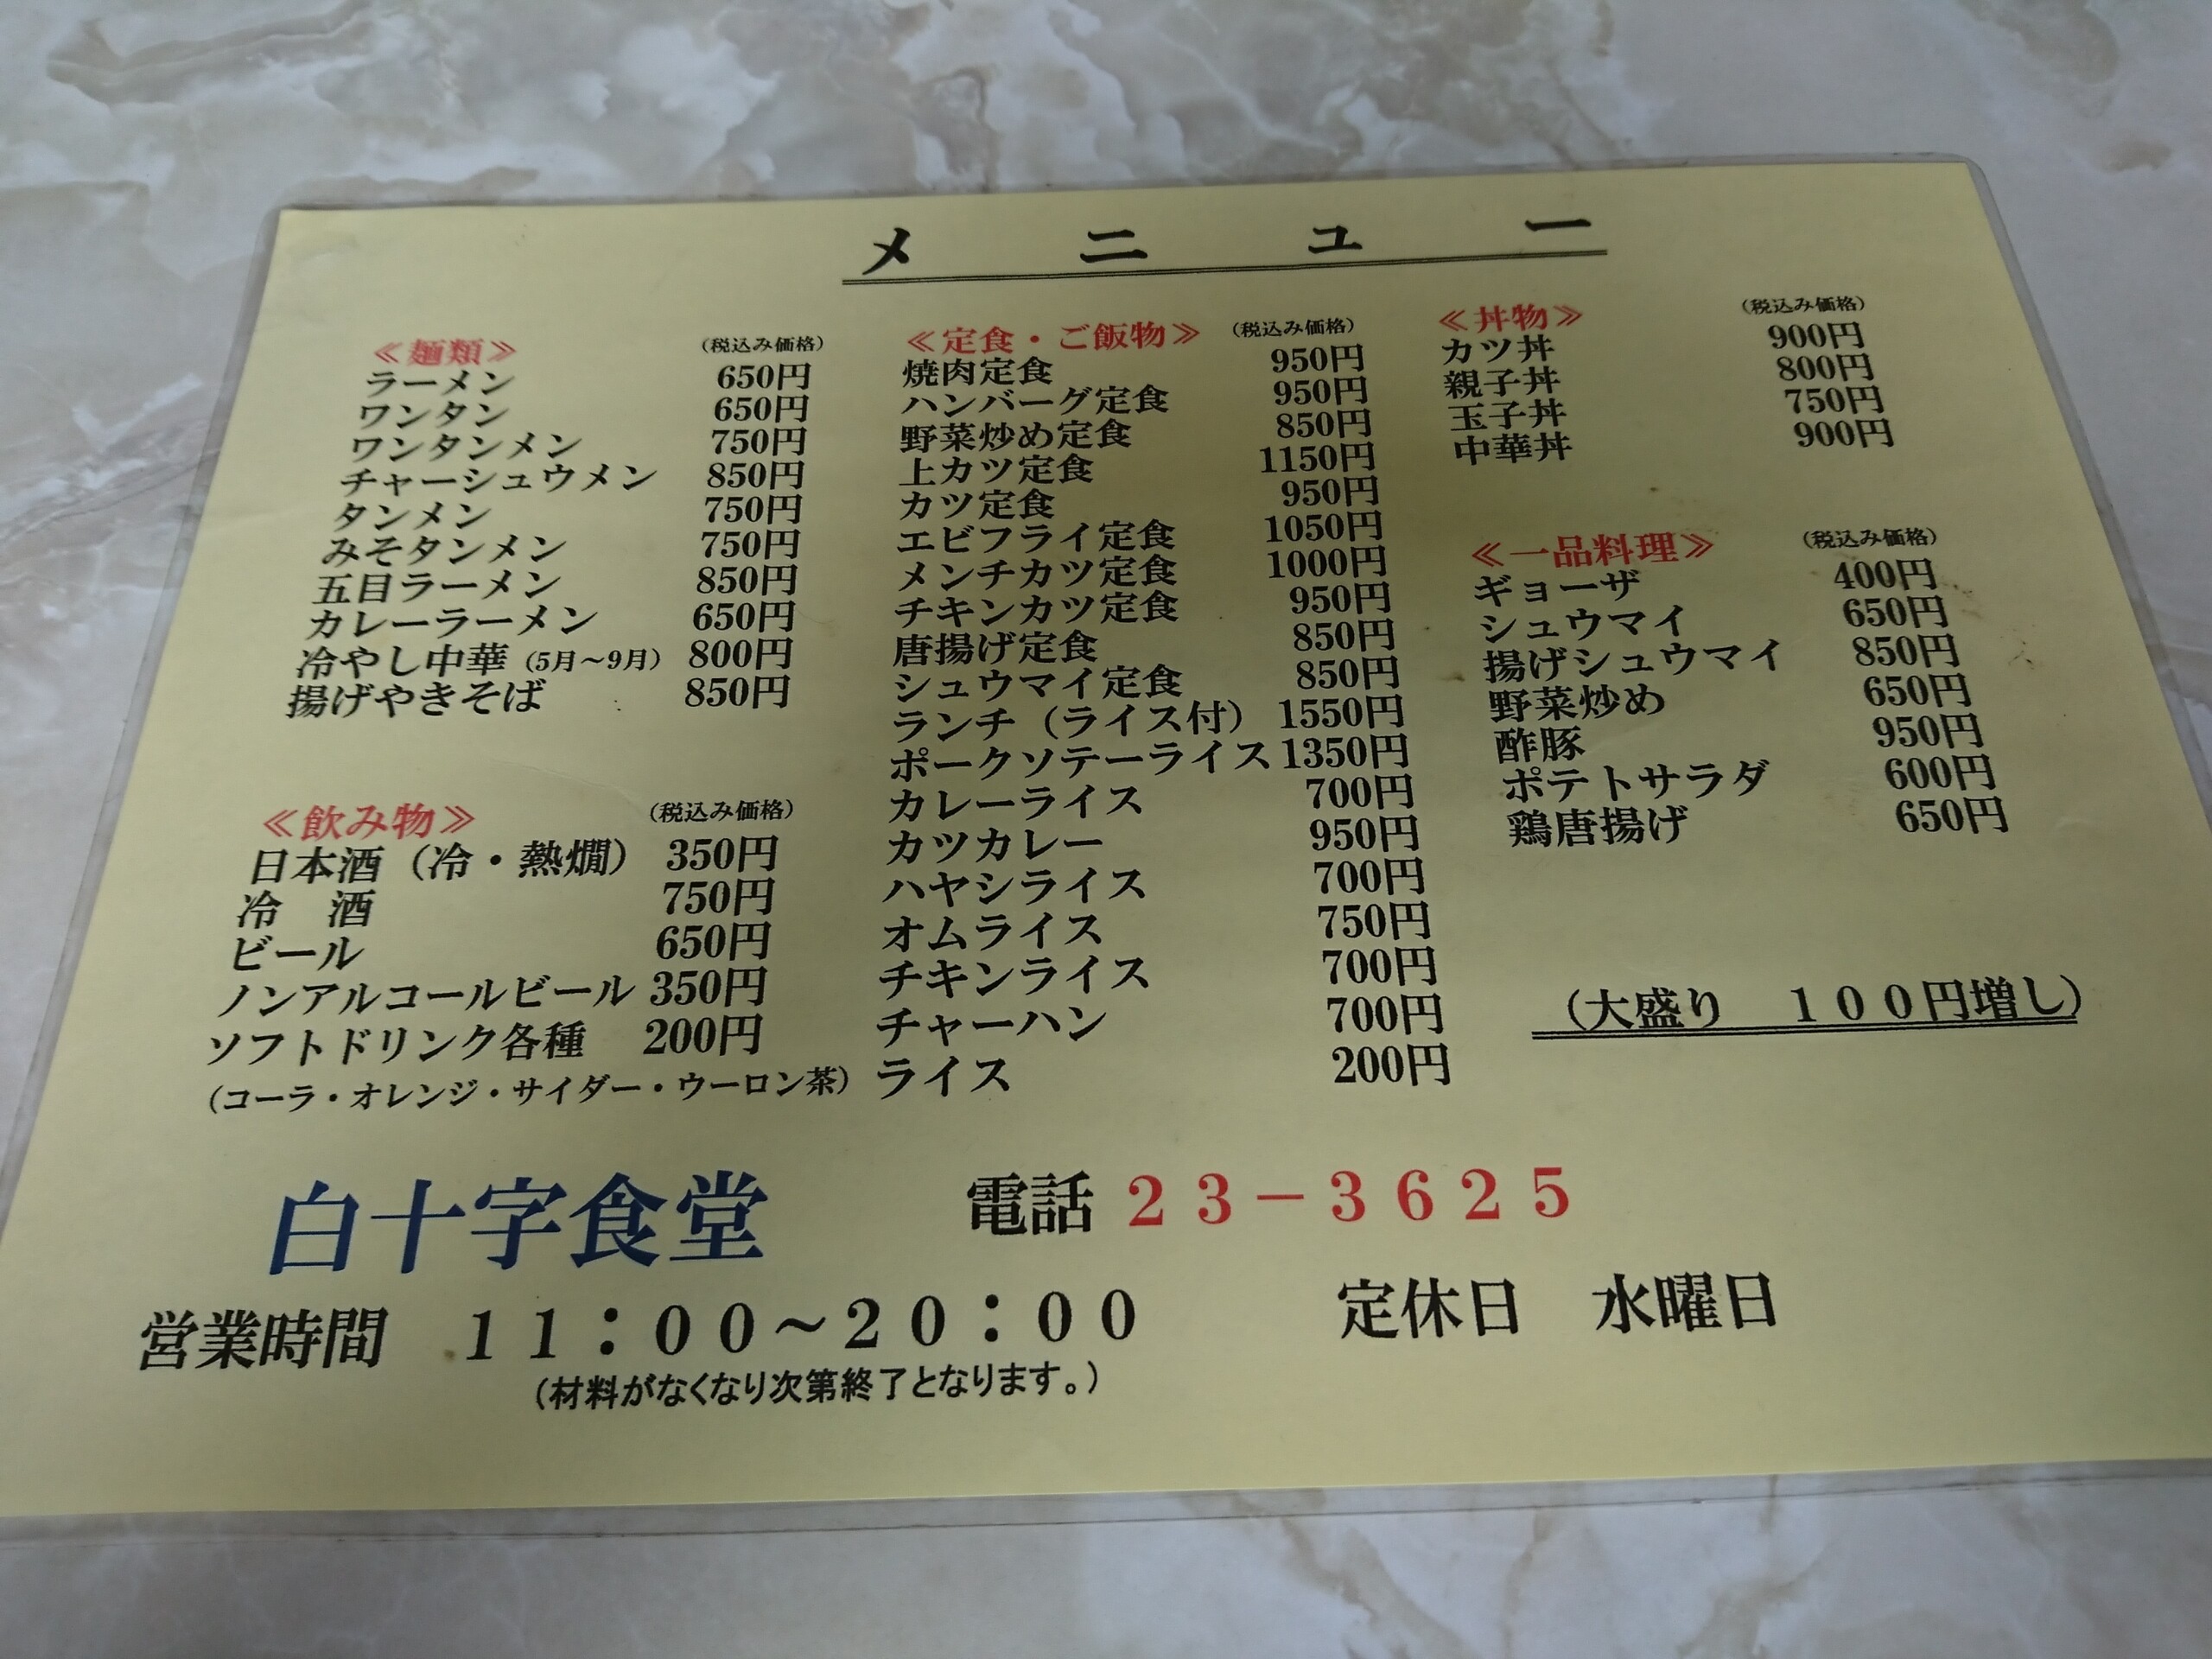 メニュー
≪麺類≫ (税込み価格)
ラーメン 650円
ワンタン 650円
ワンタンメン 750円
チャーシュウメン 850円
タンメン 750円
みそタンメン 750円
五目ラーメン 850円
カレーラーメン 650円
冷やし中華(5月～9月) 800円
揚げやきそば 850円
≪飲み物≫ (税込み価格)
日本酒(冷・熱燗) 350円
冷 酒 750円
ビール 650円
ノンアルコールビール 350円
ソフトドリンク各種 200円
(コーラ・オレンジ・サイダー・ウーロン茶)
≪定食・ご飯物≫ (税込み価格)
焼肉定食 950円
ハンバーグ定食 950円
野菜炒め定食 850円
上カツ定食 1150円
カツ定食 950円
エビフライ定食 1050円
メンチカツ定食 1000円
チキンカツ定食 950円
唐揚げ定食 850円
シュウマイ定食 850円
ランチ(ライス付) 1550円
ポークソテーライス 1350円
カレーライス 700円
カツカレー 950円
ハヤシライス 700円
オムライス 750円
チキンライス 700円
チャーハン 700円
ライス 200円
≪丼物≫ (税込み価格)
カツ丼 900円
親子丼 800円
玉子丼 750円
中華丼 900円
≪一品料理≫ (税込み価格)
ギョーザ 400円
シュウマイ 650円
揚げシュウマイ 850円
野菜炒め 650円
酢豚 950円
ポテトサラダ 600円
鶏唐揚げ 650円
(大盛り １００円増し)
白十字食堂 電話 ２３－３６２５
営業時間 １１：００～２０：００ 定休日 水曜日
(材料がなくなり次第終了となります。)